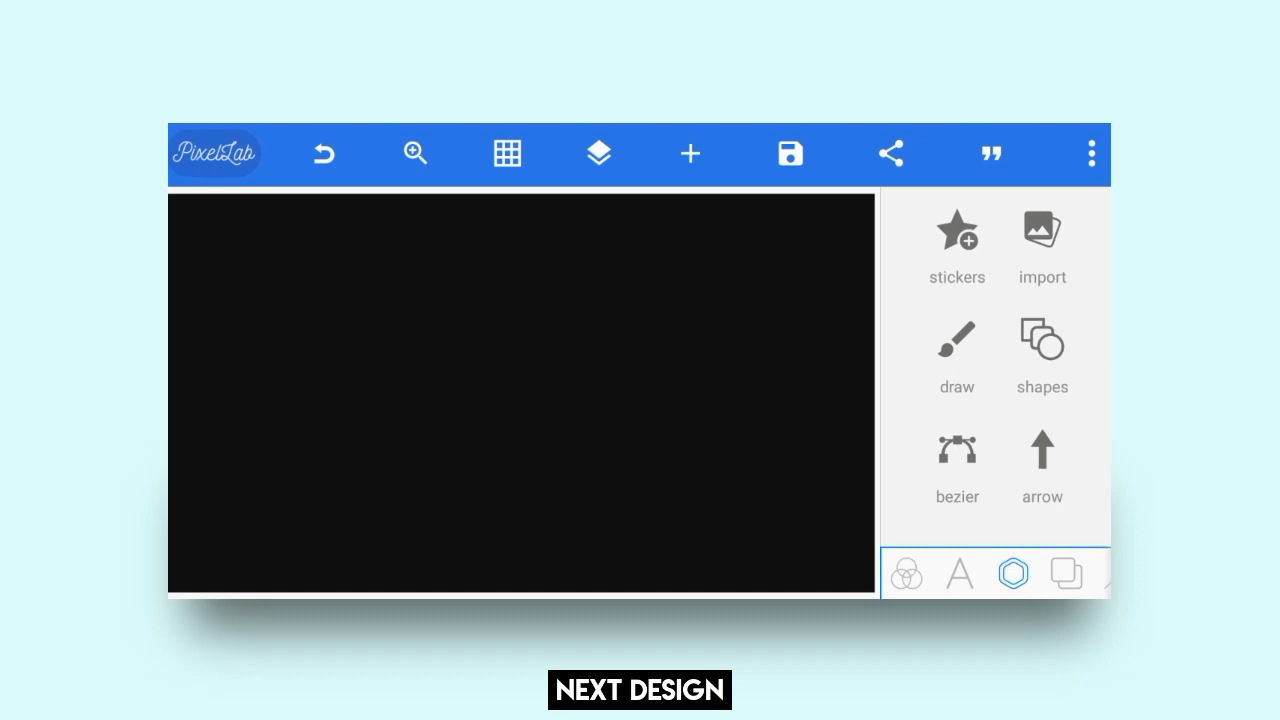 PixelLab
stickers import
draw shapes
bezier arrow
NEXT DESIGN